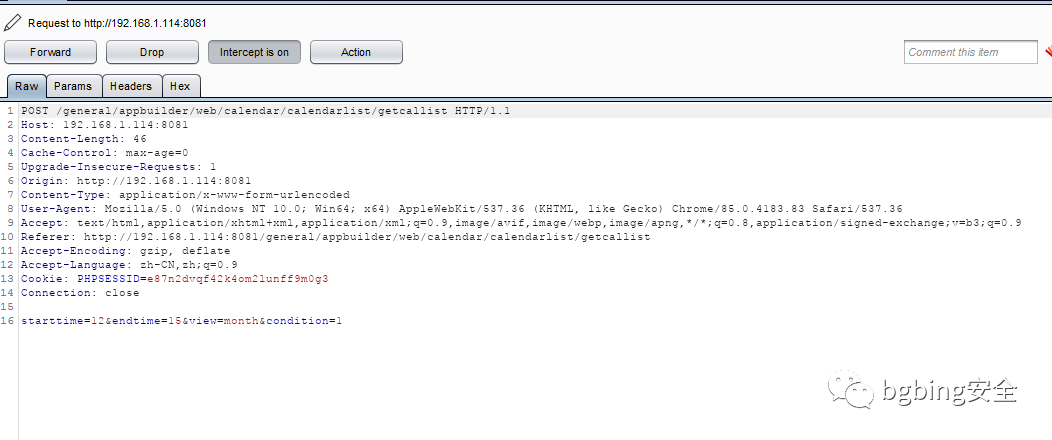 Request to http://192.168.1.114:8081
Forward Drop Intercept is on Action Comment this item
Raw Params Headers Hex
1 POST /general/appbuilder/web/calendar/calendarlist/getcallist HTTP/1.1
2 Host: 192.168.1.114:8081
3 Content-Length: 46
4 Cache-Control: max-age=0
5 Upgrade-Insecure-Requests: 1
6 Origin: http://192.168.1.114:8081
7 Content-Type: application/x-www-form-urlencoded
8 User-Agent: Mozilla/5.0 (Windows NT 10.0; Win64; x64) AppleWebKit/537.36 (KHTML, like Gecko) Chrome/85.0.4183.83 Safari/537.36
9 Accept: text/html,application/xhtml+xml,application/xml;q=0.9,image/avif,image/webp,image/apng,*/*;q=0.8,application/signed-exchange;v=b3;q=0.9
10 Referer: http://192.168.1.114:8081/general/appbuilder/web/calendar/calendarlist/getcallist
11 Accept-Encoding: gzip, deflate
12 Accept-Language: zh-CN,zh;q=0.9
13 Cookie: PHPSESSID=e87n2dvqf42k4om2lunff9m0g3
14 Connection: close
15
16 starttime=12&endtime=15&view=month&condition=1
bgbing安全